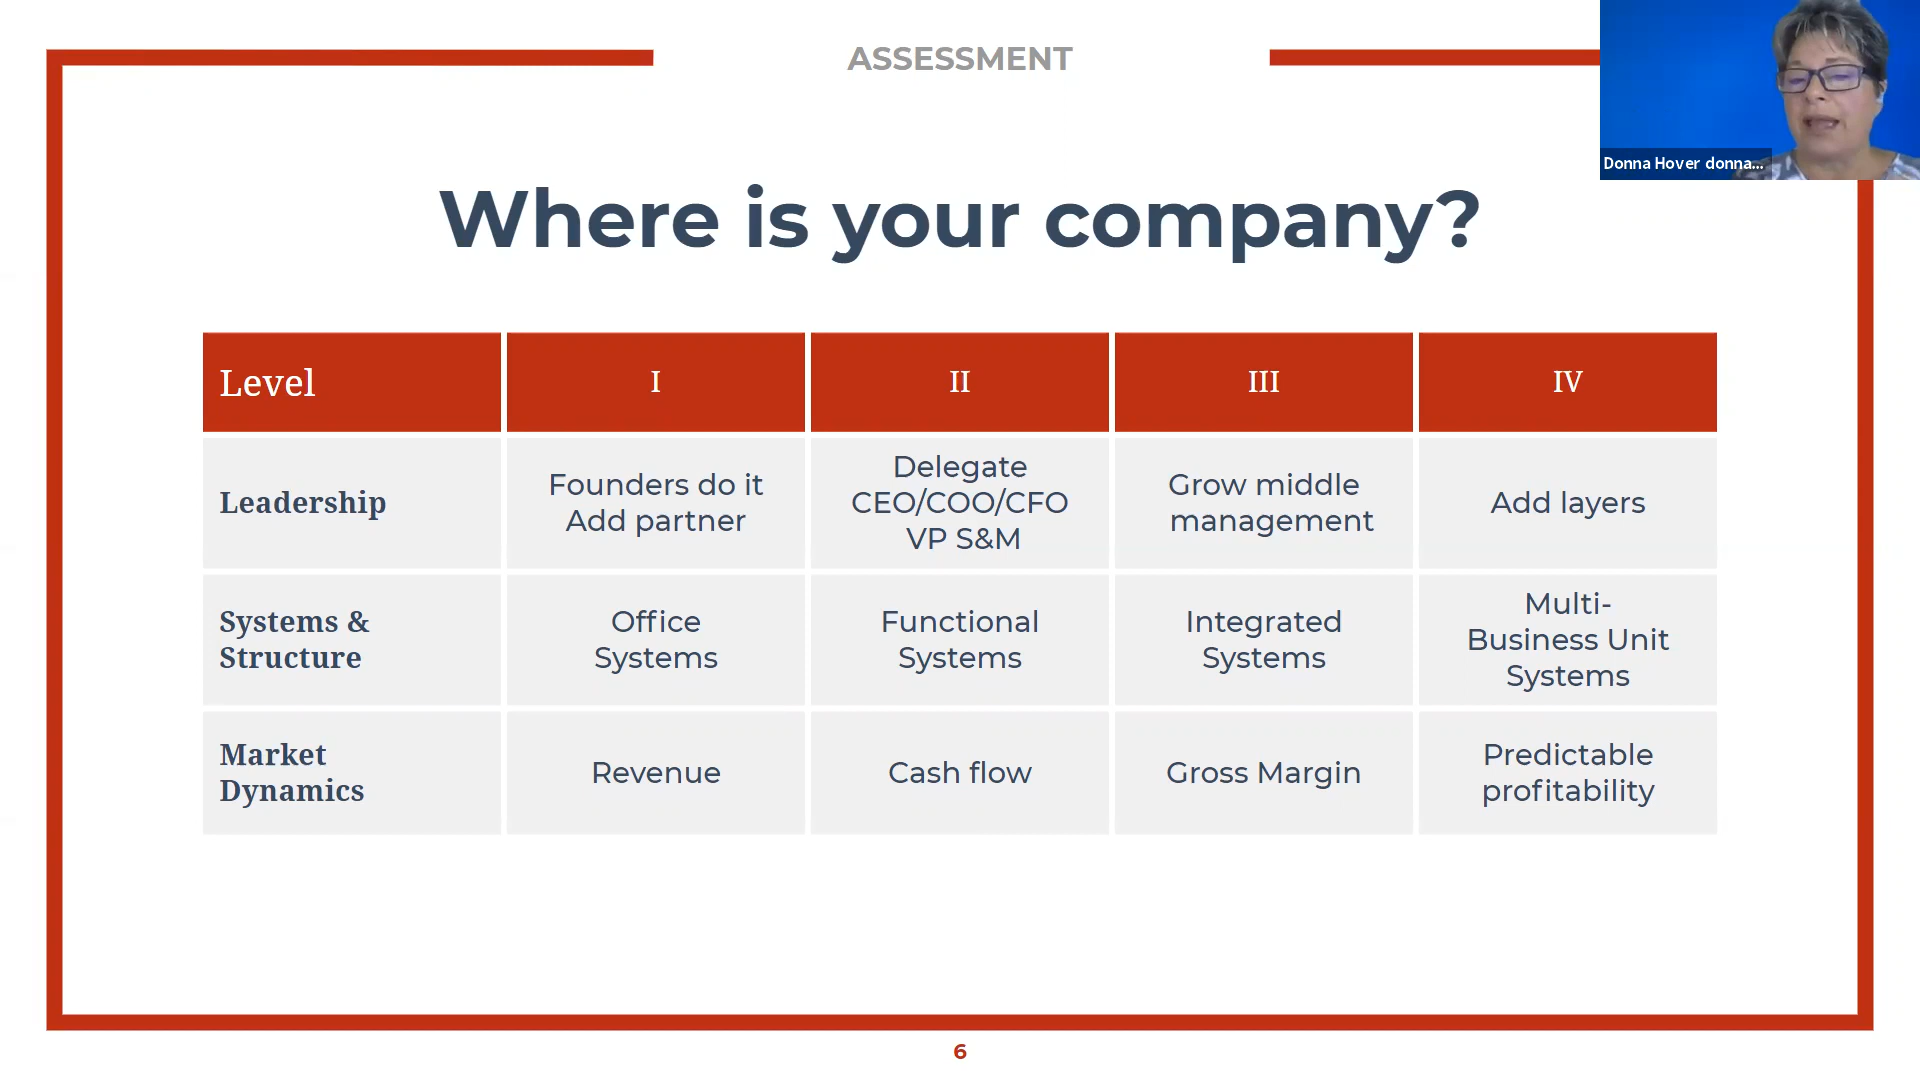 ASSESSMENT
Donna Hover donna...
Where is your company?
Level
I
II
III
IV
Leadership
Founders do it
Add partner
Delegate
CEO/COO/CFO
VP S&M
Grow middle
management
Add layers
Systems &
Structure
Office
Systems
Functional
Systems
Integrated
Systems
Multi-
Business Unit
Systems
Market
Dynamics
Revenue
Cash flow
Gross Margin
Predictable
profitability
6